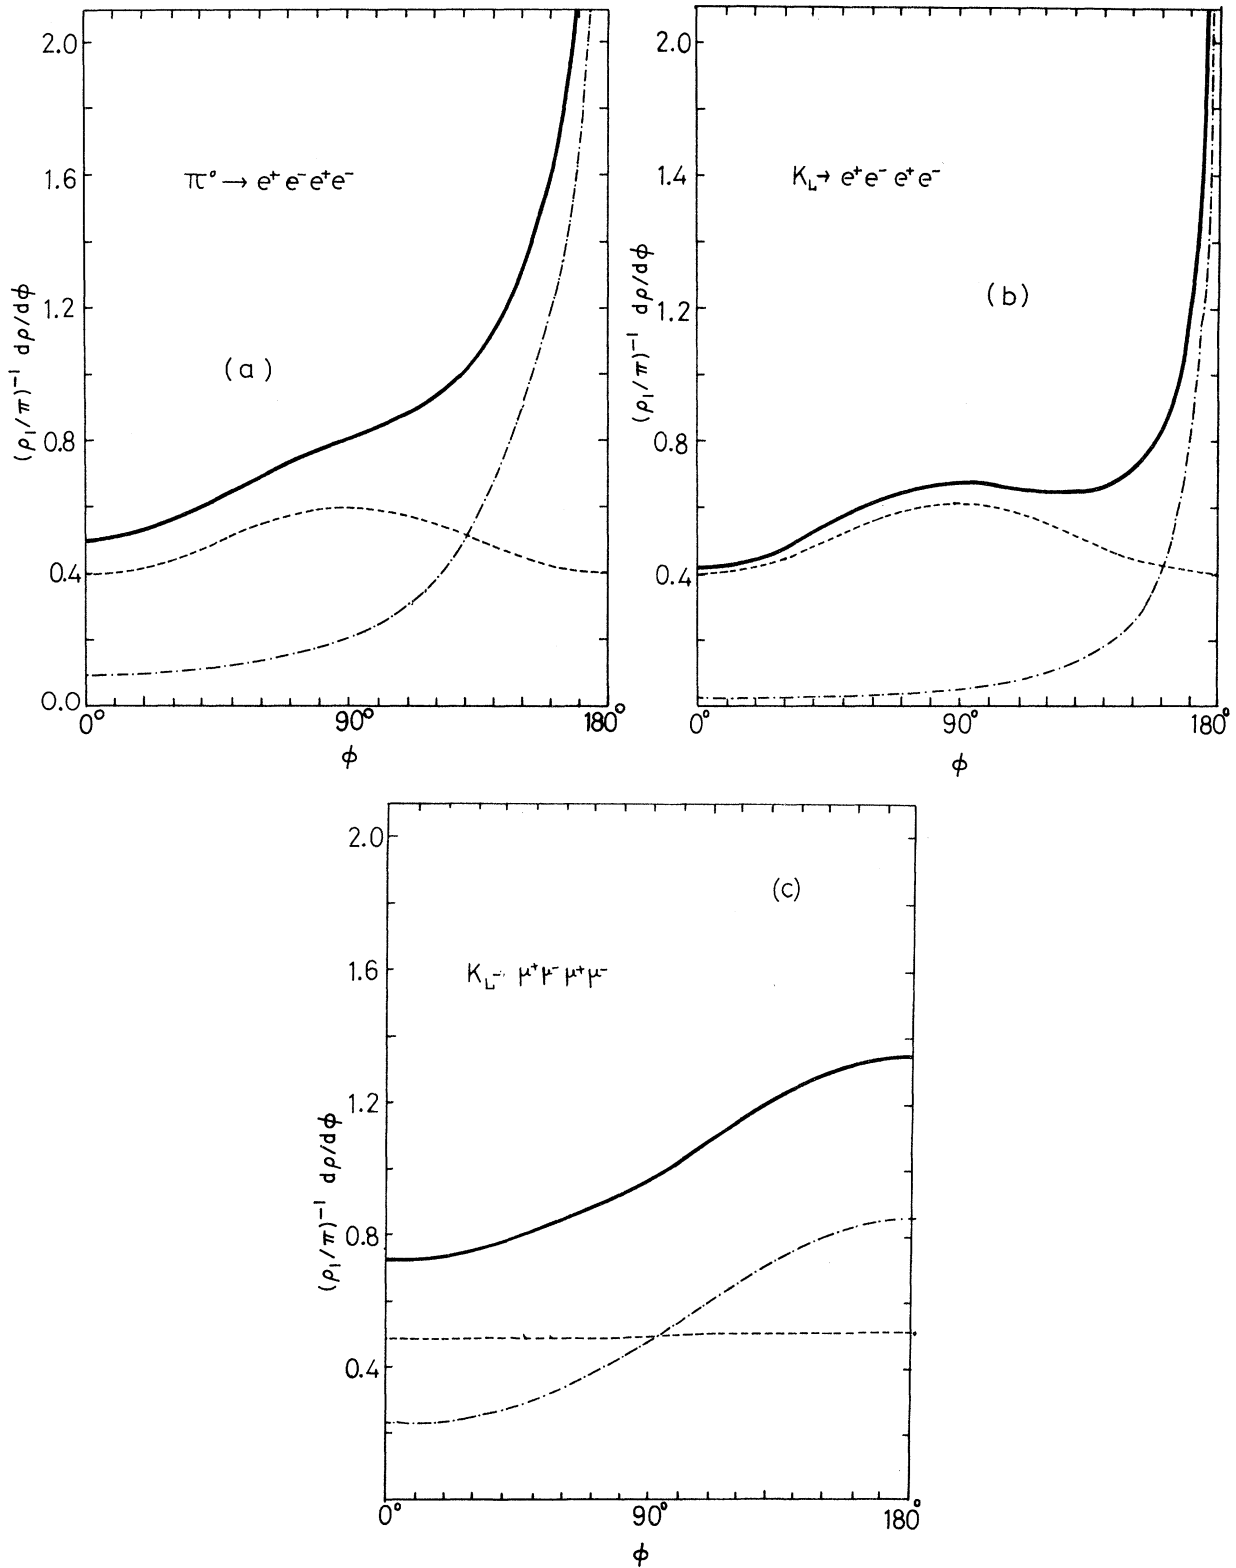 2.0
1.6
1.2
0.8
0.4
0.0
π° → e⁺ e⁻ e⁺ e⁻
(a)
(ρ₁/π)⁻¹ dρ/dϕ
0° 90° 180°
ϕ
2.0
1.4
1.2
0.8
0.4
K_L → e⁺ e⁻ e⁺ e⁻
(b)
(ρ₁/π)⁻¹ dρ/dϕ
0° 90° 180°
ϕ
2.0
1.6
1.2
0.8
0.4
(c)
K_L → μ⁺ μ⁻ μ⁺ μ⁻
(ρ₁/π)⁻¹ dρ/dϕ
0° 90° 180°
ϕ